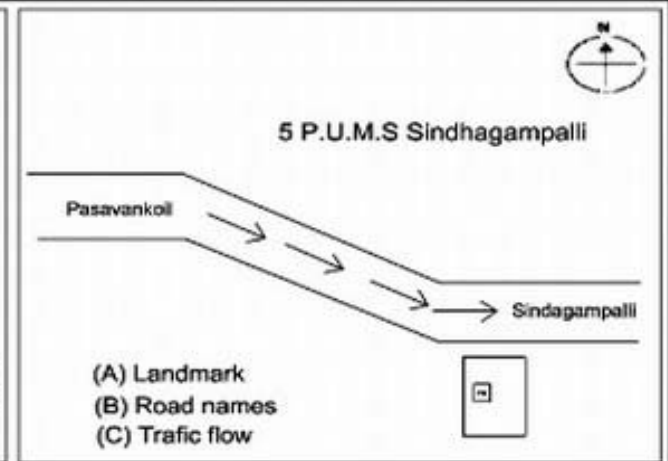 N
5 P.U.M.S Sindhagampalli
Pasavankoil
Sindagampalli
(A) Landmark
(B) Road names
(C) Trafic flow